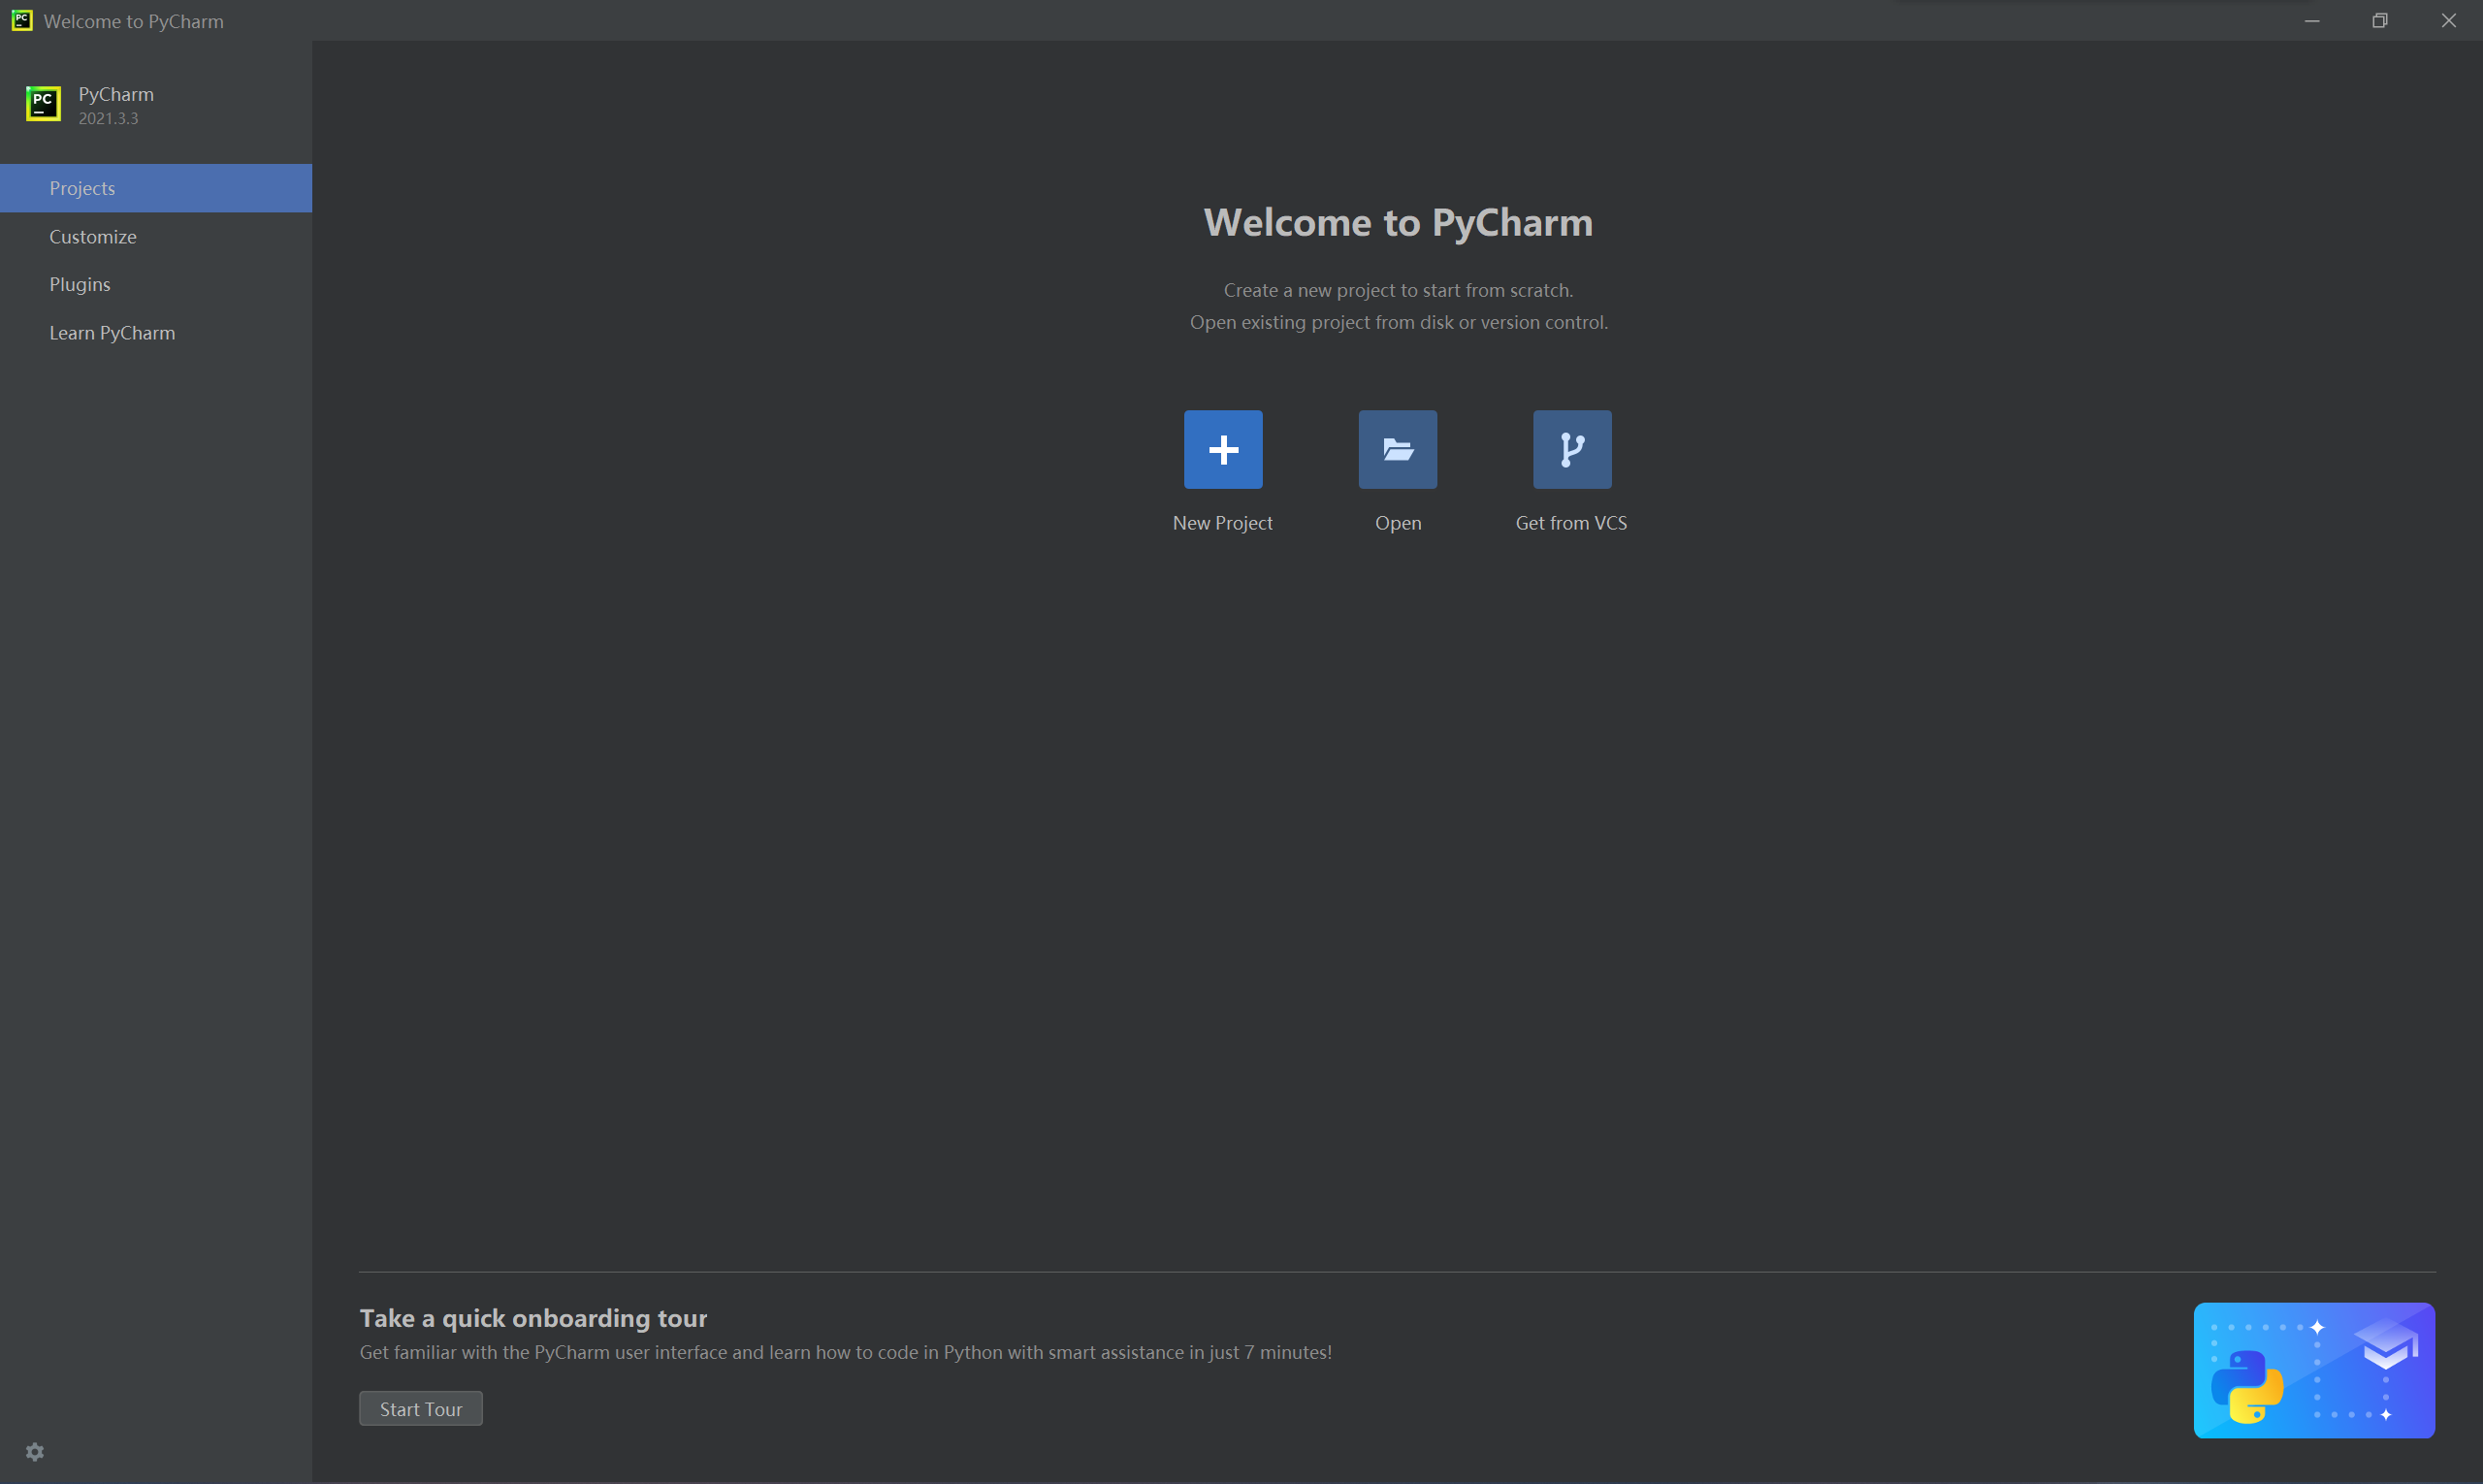 Welcome to PyCharm
PC
PyCharm
2021.3.3
Projects
Customize
Plugins
Learn PyCharm
Welcome to PyCharm
Create a new project to start from scratch.
Open existing project from disk or version control.
New Project
Open
Get from VCS
Take a quick onboarding tour
Get familiar with the PyCharm user interface and learn how to code in Python with smart assistance in just 7 minutes!
Start Tour